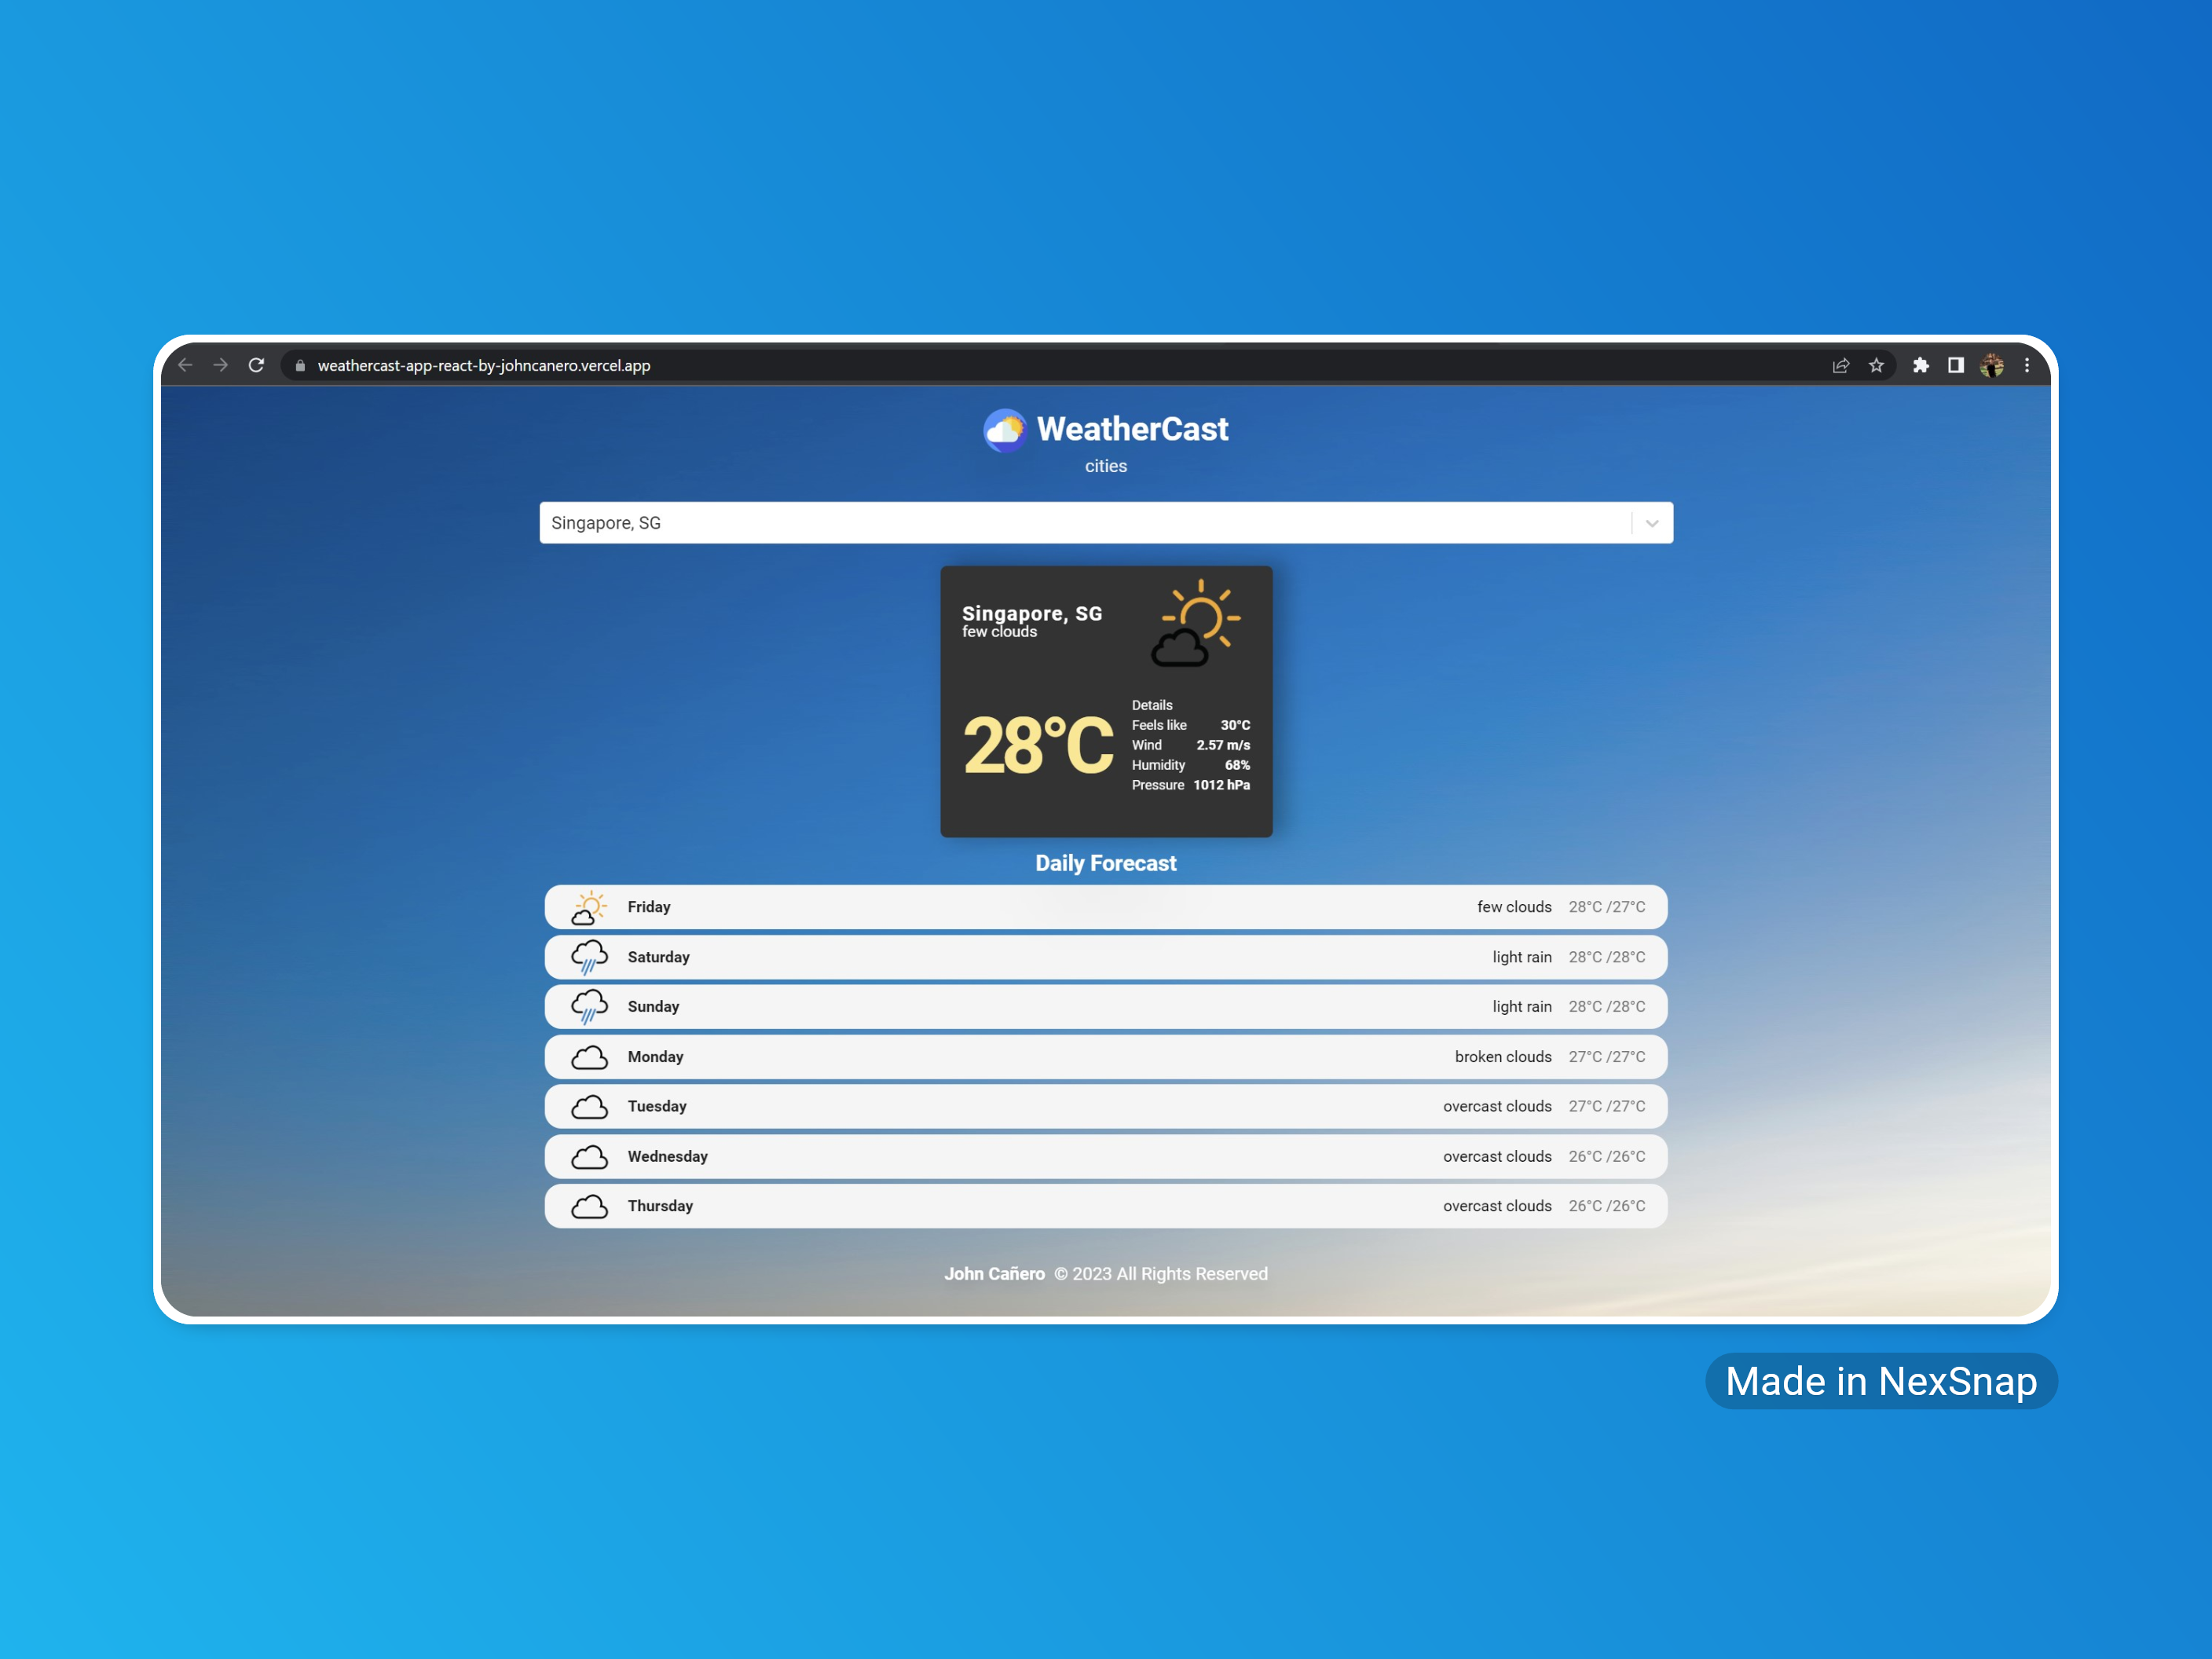 weathercast-app-react-by-johncanero.vercel.app
WeatherCast
cities
Singapore, SG
Singapore, SG
few clouds
28°C
Details
Feels like 30°C
Wind 2.57 m/s
Humidity 68%
Pressure 1012 hPa
Daily Forecast
Friday few clouds 28°C /27°C
Saturday light rain 28°C /28°C
Sunday light rain 28°C /28°C
Monday broken clouds 27°C /27°C
Tuesday overcast clouds 27°C /27°C
Wednesday overcast clouds 26°C /26°C
Thursday overcast clouds 26°C /26°C
John Cañero © 2023 All Rights Reserved
Made in NexSnap